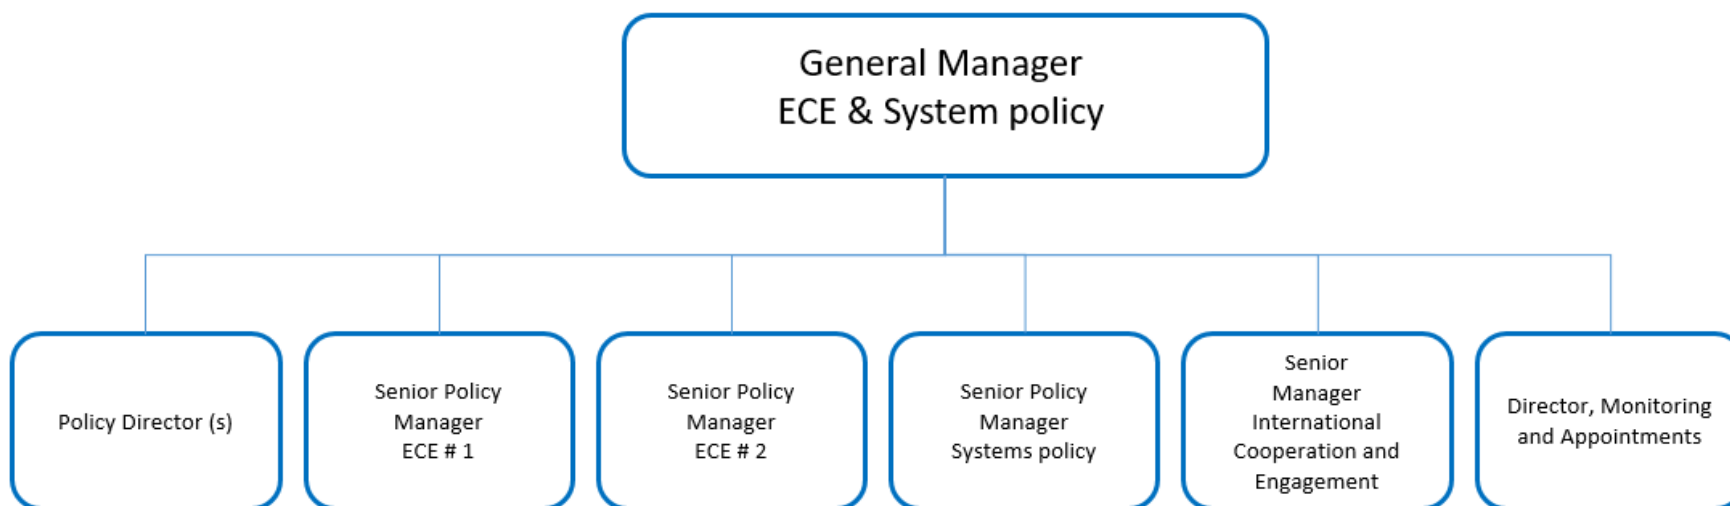 General Manager
ECE & System policy
Policy Director (s)
Senior Policy
Manager
ECE # 1
Senior Policy
Manager
ECE # 2
Senior Policy
Manager
Systems policy
Senior
Manager
International
Cooperation and
Engagement
Director, Monitoring
and Appointments